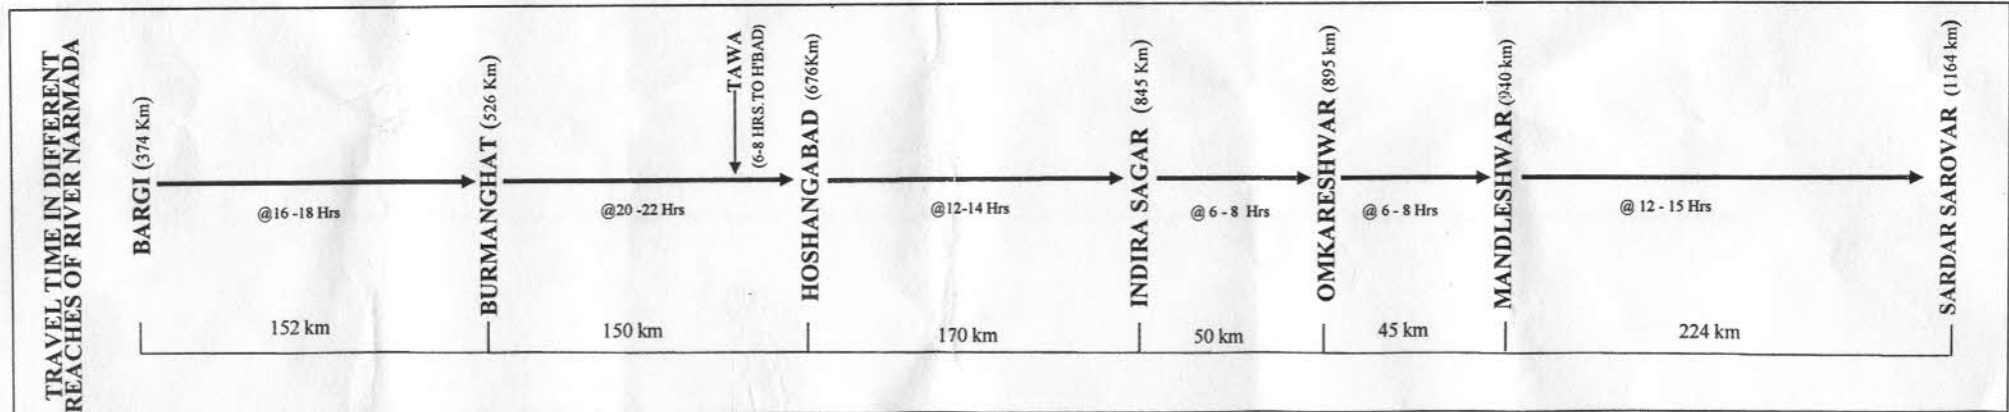 TRAVEL TIME IN DIFFERENT
REACHES OF RIVER NARMADA
BARGI (374 Km)
@16 -18 Hrs
BURMANGHAT (526 Km)
@20 -22 Hrs
TAWA
(6-8 HRS. TO H'BAD)
HOSHANGABAD (676Km)
@12-14 Hrs
INDIRA SAGAR (845 Km)
@ 6 - 8 Hrs
OMKARESHWAR (895 km)
@ 6 - 8 Hrs
MANDLESHWAR (940 km)
@ 12 - 15 Hrs
SARDAR SAROVAR (1164 km)
152 km
150 km
170 km
50 km
45 km
224 km